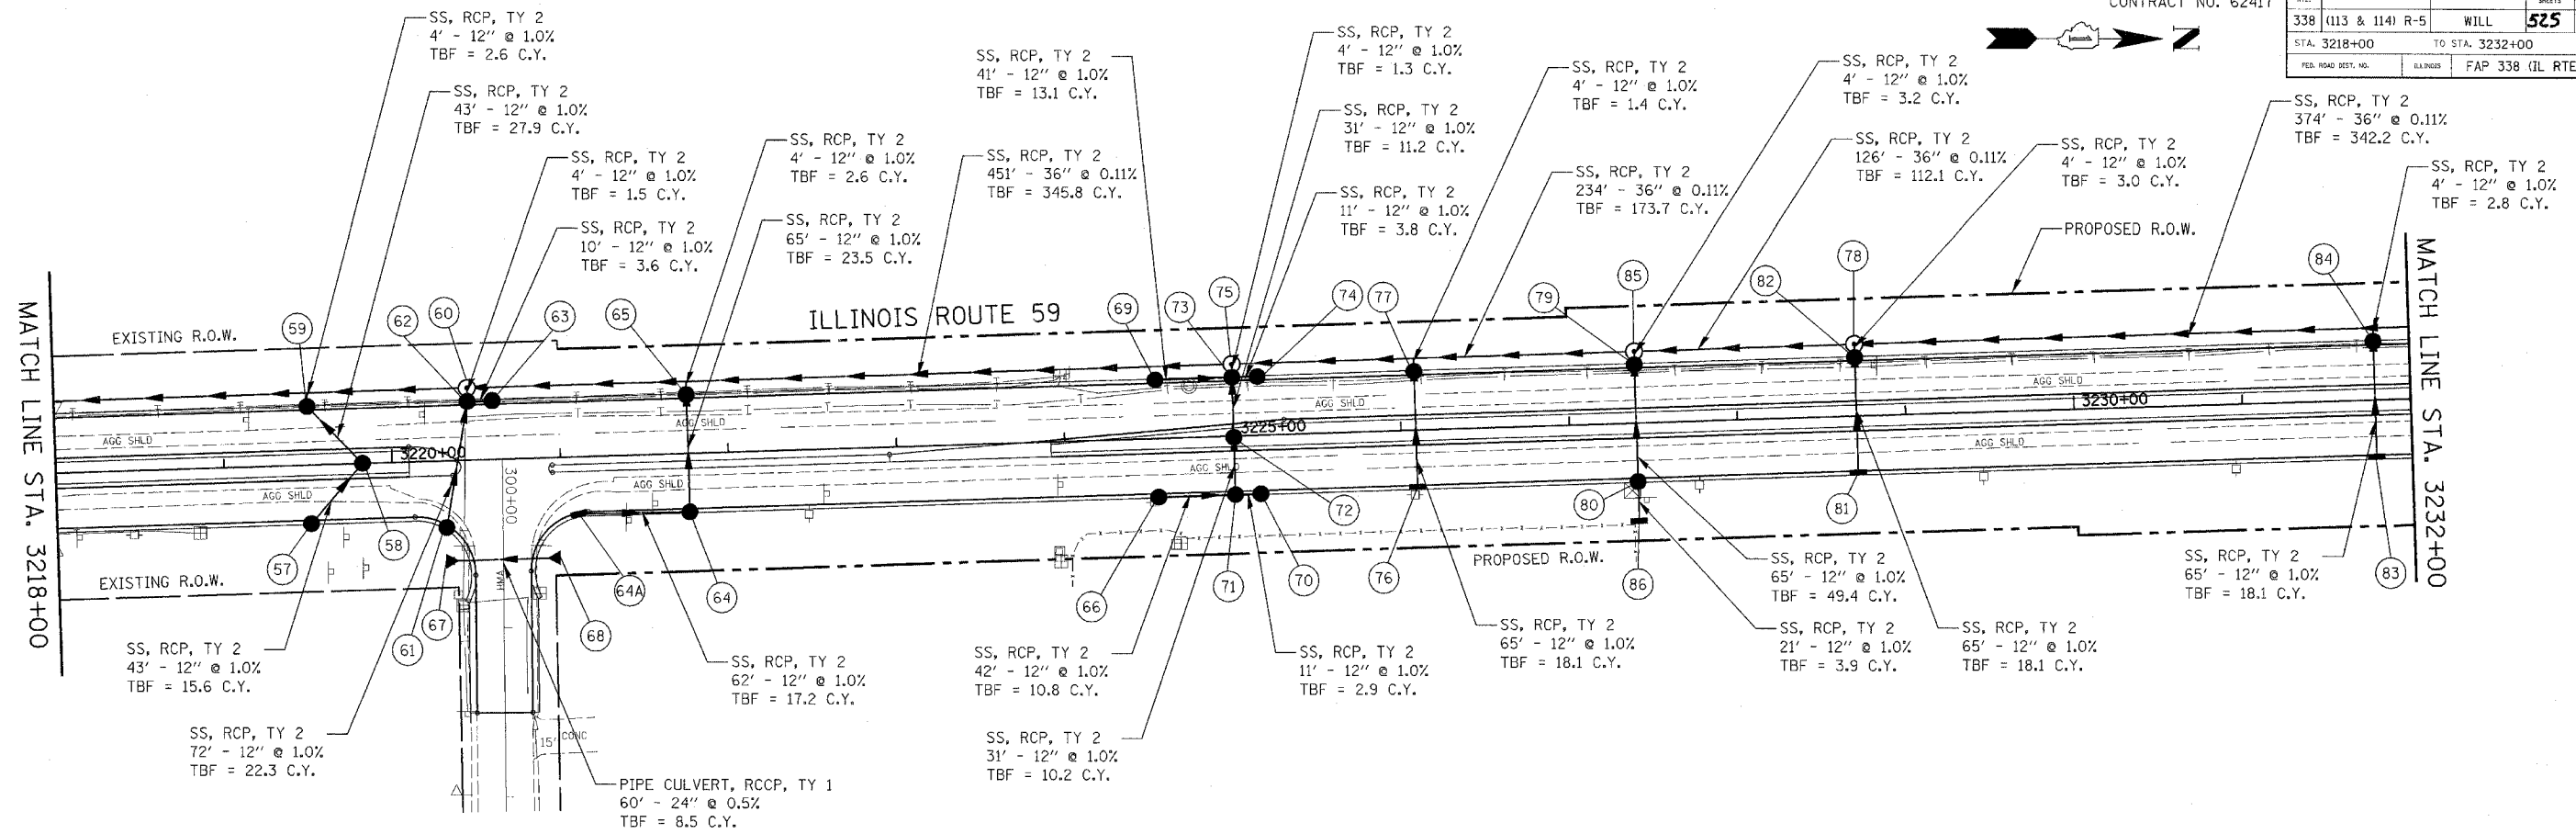 CONTRACT NO. 62417
338 (113 & 114) R-5 WILL 525
STA. 3218+00 TO STA. 3232+00
FED. ROAD DIST. NO. ILLINOIS FAP 338 (IL RTE
SHEETS
SS, RCP, TY 2
4' - 12" @ 1.0%
TBF = 2.6 C.Y.
SS, RCP, TY 2
43' - 12" @ 1.0%
TBF = 27.9 C.Y.
SS, RCP, TY 2
4' - 12" @ 1.0%
TBF = 1.5 C.Y.
SS, RCP, TY 2
10' - 12" @ 1.0%
TBF = 3.6 C.Y.
SS, RCP, TY 2
4' - 12" @ 1.0%
TBF = 2.6 C.Y.
SS, RCP, TY 2
65' - 12" @ 1.0%
TBF = 23.5 C.Y.
SS, RCP, TY 2
41' - 12" @ 1.0%
TBF = 13.1 C.Y.
SS, RCP, TY 2
451' - 36" @ 0.11%
TBF = 345.8 C.Y.
SS, RCP, TY 2
4' - 12" @ 1.0%
TBF = 1.3 C.Y.
SS, RCP, TY 2
31' - 12" @ 1.0%
TBF = 11.2 C.Y.
SS, RCP, TY 2
11' - 12" @ 1.0%
TBF = 3.8 C.Y.
SS, RCP, TY 2
4' - 12" @ 1.0%
TBF = 1.4 C.Y.
SS, RCP, TY 2
234' - 36" @ 0.11%
TBF = 173.7 C.Y.
SS, RCP, TY 2
4' - 12" @ 1.0%
TBF = 3.2 C.Y.
SS, RCP, TY 2
126' - 36" @ 0.11%
TBF = 112.1 C.Y.
SS, RCP, TY 2
4' - 12" @ 1.0%
TBF = 3.0 C.Y.
SS, RCP, TY 2
374' - 36" @ 0.11%
TBF = 342.2 C.Y.
SS, RCP, TY 2
4' - 12" @ 1.0%
TBF = 2.8 C.Y.
PROPOSED R.O.W.
MATCH LINE STA. 3218+00
EXISTING R.O.W.
ILLINOIS ROUTE 59
59
62
60
63
65
69
73
75
74
77
79
85
82
78
84
MATCH LINE STA. 3232+00
AGG SHLD
AGG SHLD
AGG SHLD
AGG SHLD
3220+00
3225+00
3230+00
AGG SHLD
AGG SHLD
AGG SHLD
AGG SHLD
300+00
HMA
EXISTING R.O.W.
PROPOSED R.O.W.
57
58
61
67
68
64A
64
66
71
70
72
76
80
86
81
83
SS, RCP, TY 2
43' - 12" @ 1.0%
TBF = 15.6 C.Y.
SS, RCP, TY 2
72' - 12" @ 1.0%
TBF = 22.3 C.Y.
15' CONC
PIPE CULVERT, RCCP, TY 1
60' - 24" @ 0.5%
TBF = 8.5 C.Y.
SS, RCP, TY 2
62' - 12" @ 1.0%
TBF = 17.2 C.Y.
SS, RCP, TY 2
42' - 12" @ 1.0%
TBF = 10.8 C.Y.
SS, RCP, TY 2
31' - 12" @ 1.0%
TBF = 10.2 C.Y.
SS, RCP, TY 2
11' - 12" @ 1.0%
TBF = 2.9 C.Y.
SS, RCP, TY 2
65' - 12" @ 1.0%
TBF = 18.1 C.Y.
SS, RCP, TY 2
65' - 12" @ 1.0%
TBF = 49.4 C.Y.
SS, RCP, TY 2
21' - 12" @ 1.0%
TBF = 3.9 C.Y.
SS, RCP, TY 2
65' - 12" @ 1.0%
TBF = 18.1 C.Y.
SS, RCP, TY 2
65' - 12" @ 1.0%
TBF = 18.1 C.Y.